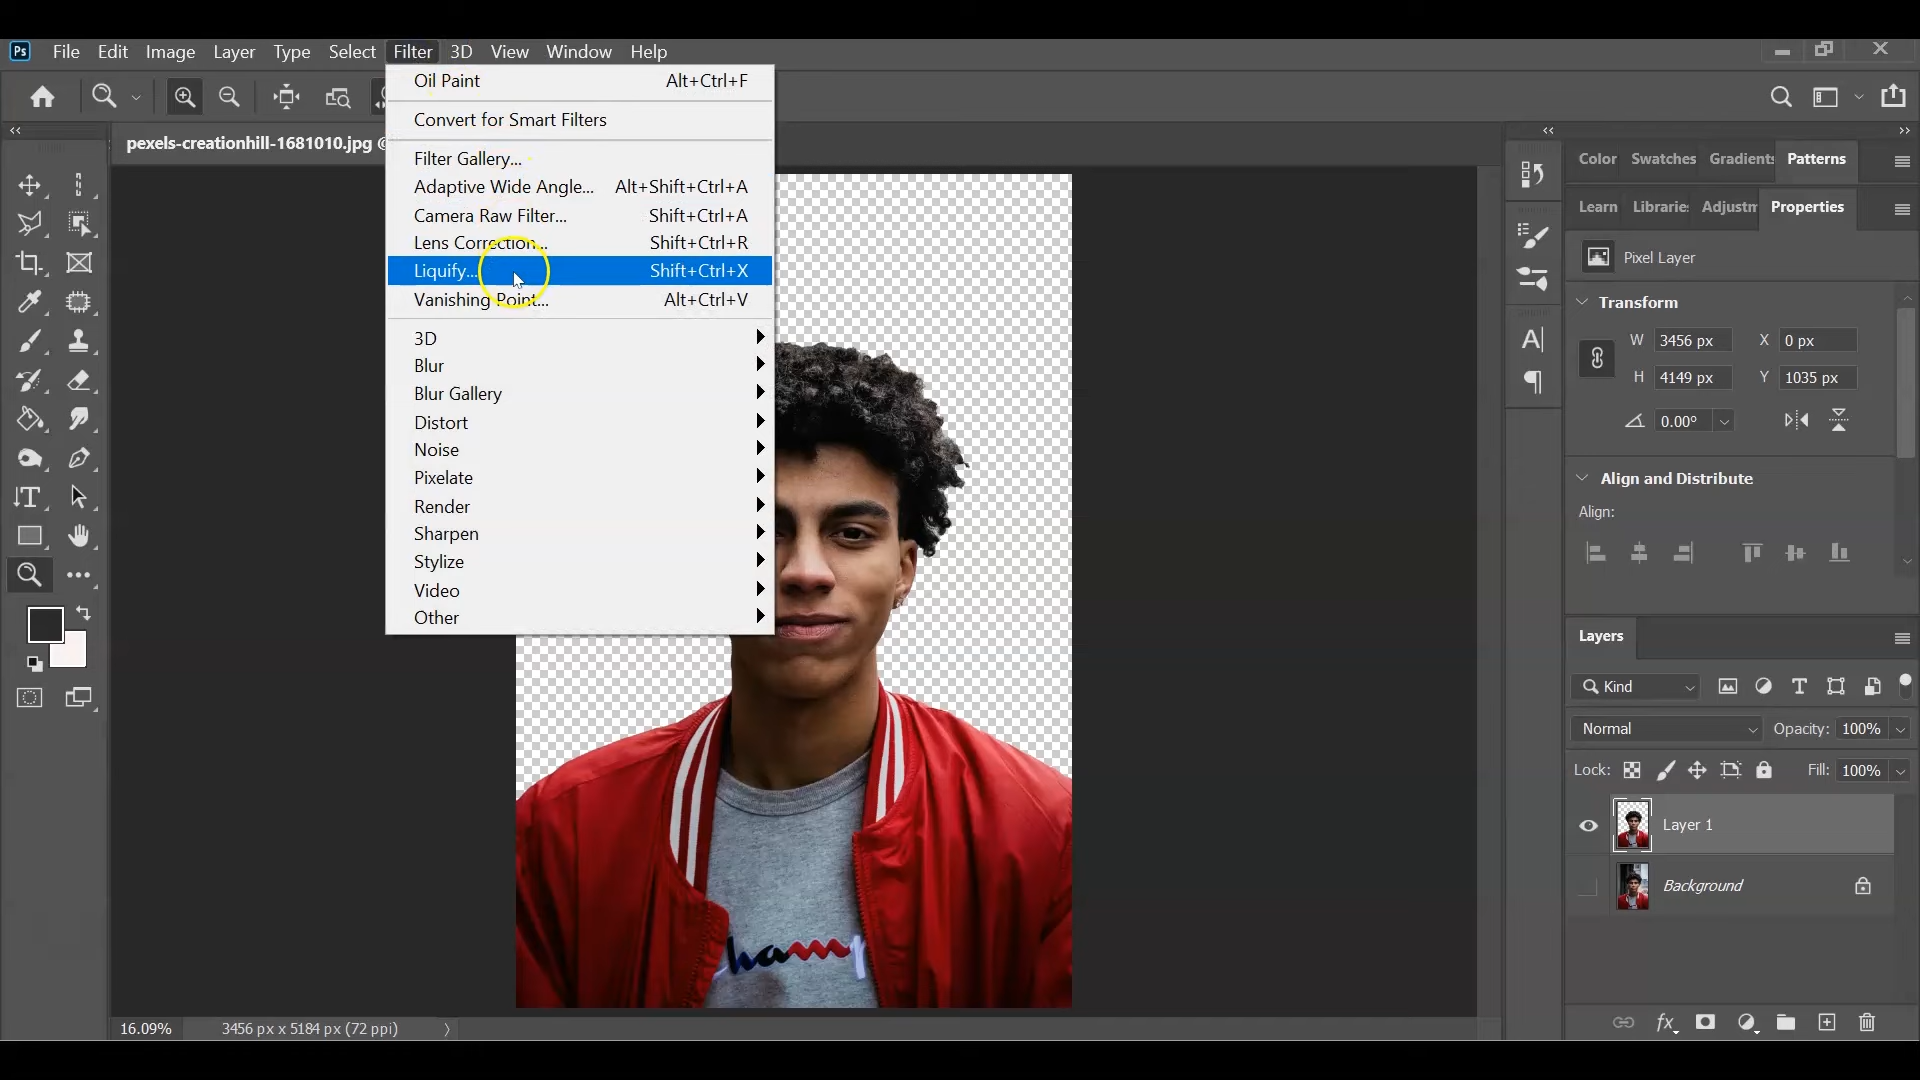 Ps File Edit Image Layer Type Select Filter 3D View Window Help
pexels-creationhill-1681010.jpg @
Oil Paint Alt+Ctrl+F
Convert for Smart Filters
Filter Gallery...
Adaptive Wide Angle... Alt+Shift+Ctrl+A
Camera Raw Filter... Shift+Ctrl+A
Lens Correction... Shift+Ctrl+R
Liquify... Shift+Ctrl+X
Vanishing Point... Alt+Ctrl+V
3D
Blur
Blur Gallery
Distort
Noise
Pixelate
Render
Sharpen
Stylize
Video
Other
Color Swatches Gradients Patterns
Learn Libraries Adjustm Properties
Pixel Layer
Transform
W 3456 px X 0 px
H 4149 px Y 1035 px
0.00°
Align and Distribute
Align:
Layers
Kind
Normal Opacity: 100%
Lock: Fill: 100%
Layer 1
Background
hamp
16.09% 3456 px x 5184 px (72 ppi)